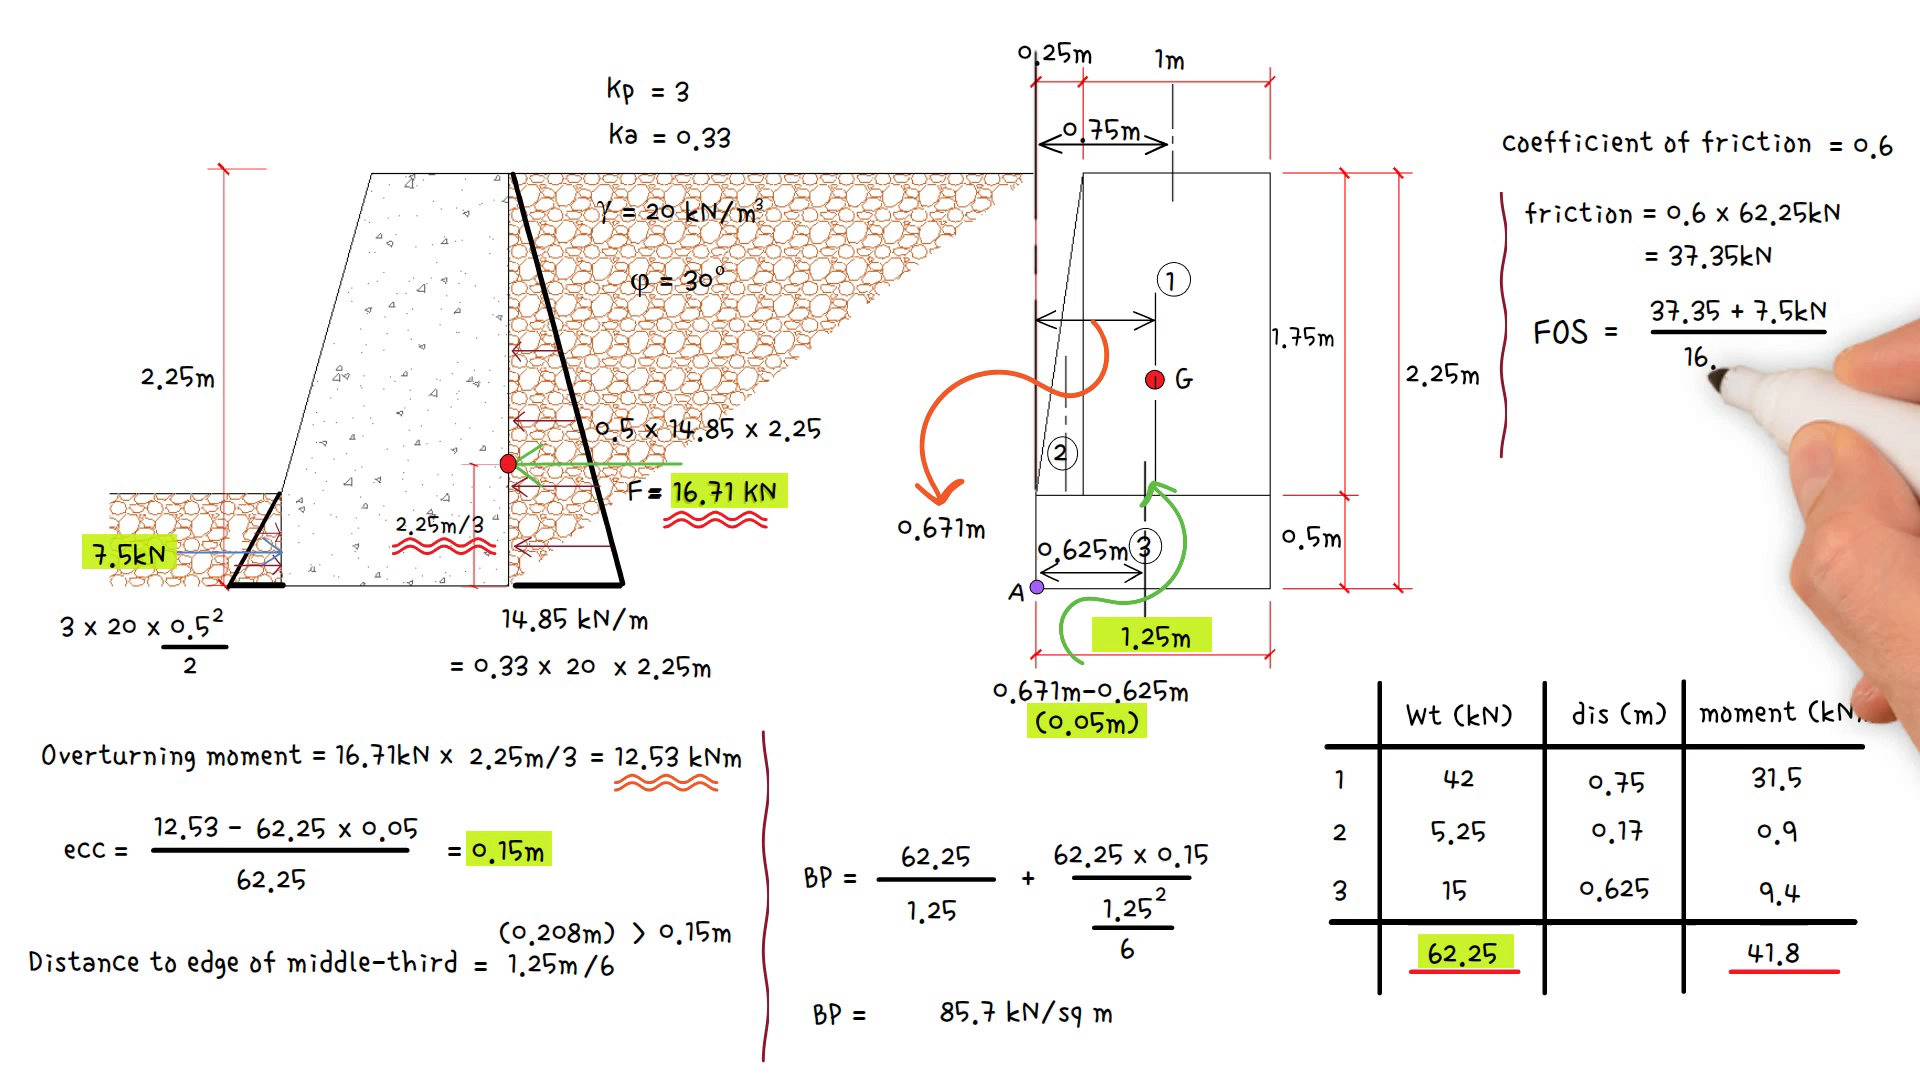 kp = 3
ka = 0.33
γ = 20 kN/m³
φ = 30°
2.25m
0.5 x 14.85 x 2.25
F = 16.71 kN
2.25m/3
7.5kN
3 x 20 x 0.5²
2
14.85 kN/m
= 0.33 x 20 x 2.25m
0.25m
1m
0.75m
1
1.75m
2.25m
G
2
0.671m
0.625m
3
0.5m
A
1.25m
0.671m-0.625m
(0.05m)
coefficient of friction = 0.6
friction = 0.6 x 62.25kN
= 37.35kN
FOS =
37.35 + 7.5kN
16.
Overturning moment = 16.71kN x 2.25m/3 = 12.53 kNm
ecc =
12.53 - 62.25 x 0.05
62.25
= 0.15m
(0.208m) > 0.15m
Distance to edge of middle-third = 1.25m/6
BP =
62.25
1.25
+
62.25 x 0.15
1.25²
6
BP = 85.7 kN/sq m
Wt (kN) dis (m) moment (kN
1 42 0.75 31.5
2 5.25 0.17 0.9
3 15 0.625 9.4
62.25 41.8